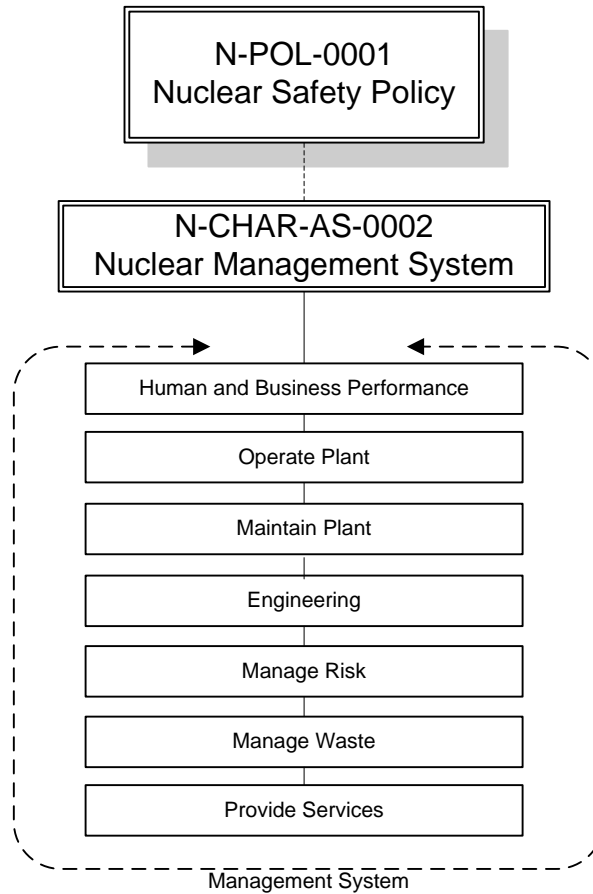 N-POL-0001
Nuclear Safety Policy
N-CHAR-AS-0002
Nuclear Management System
Human and Business Performance
Operate Plant
Maintain Plant
Engineering
Manage Risk
Manage Waste
Provide Services
Management System